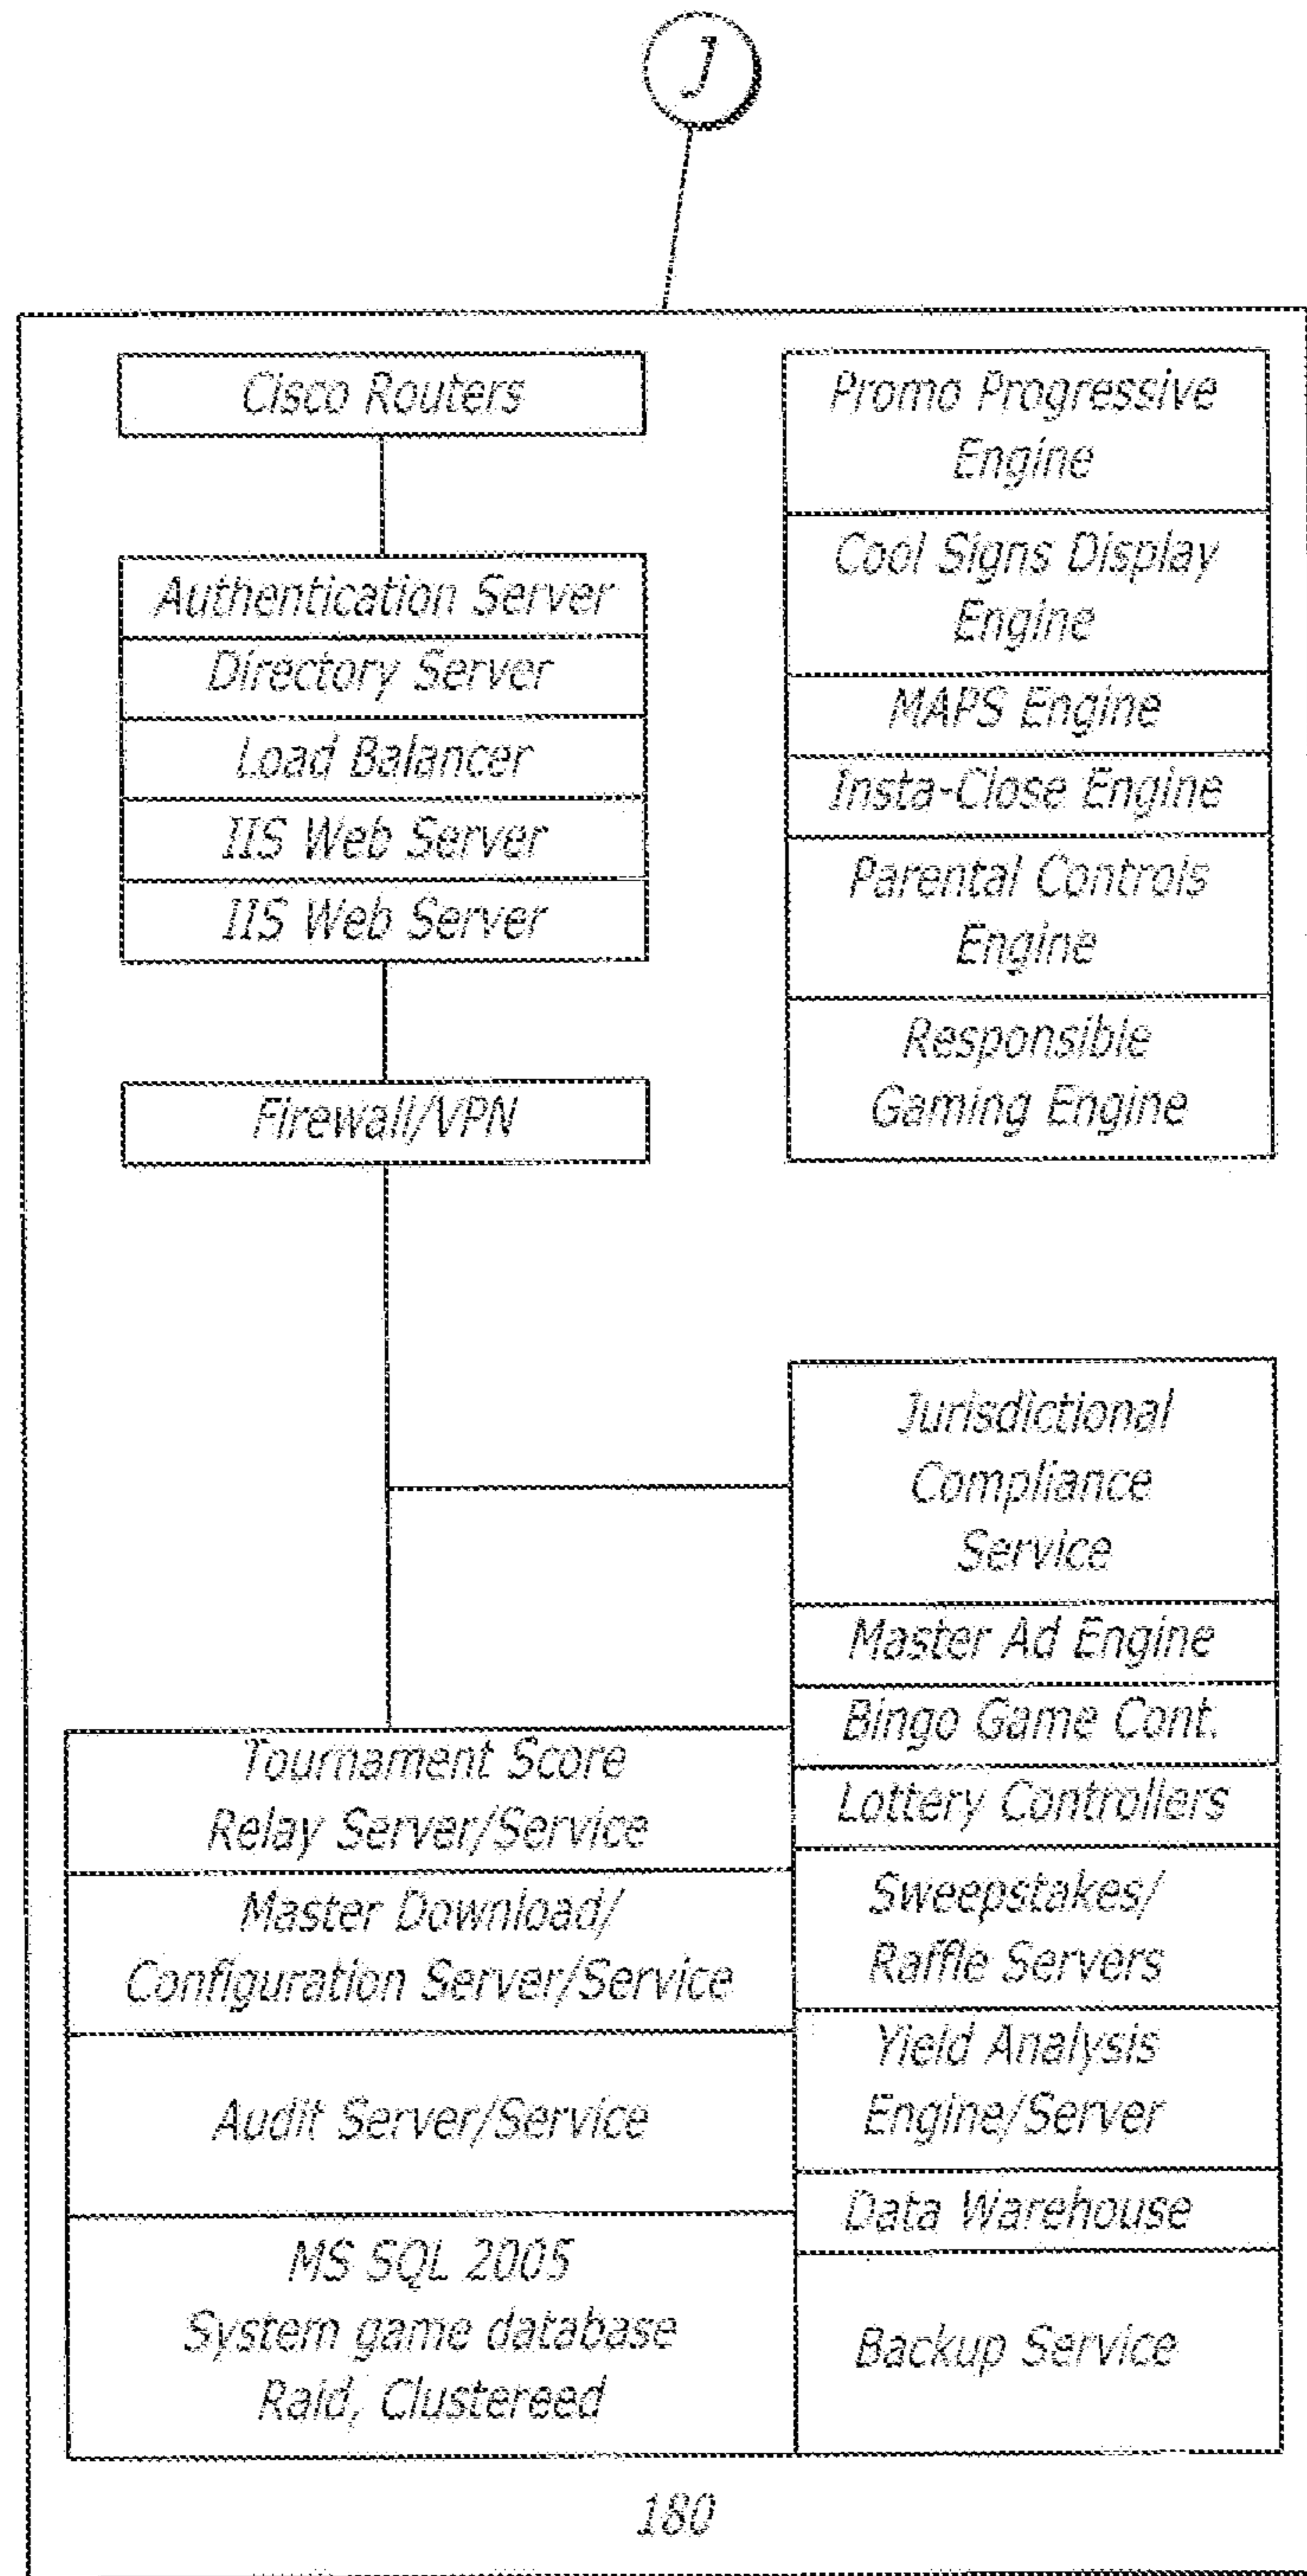 J
Cisco Routers
Authentication Server
Directory Server
Load Balancer
IIS Web Server
IIS Web Server
Firewall/VPN
Promo Progressive
Engine
Cool Signs Display
Engine
MAPS Engine
Insta-Close Engine
Parental Controls
Engine
Responsible
Gaming Engine
Jurisdictional
Compliance
Service
Master Ad Engine
Bingo Game Cont.
Lottery Controllers
Sweepstakes/
Raffle Servers
Yield Analysis
Engine/Server
Data Warehouse
Backup Service
Tournament Score
Relay Server/Service
Master Download/
Configuration Server/Service
Audit Server/Service
MS SQL 2005
System game database
Raid, Clustereed
180